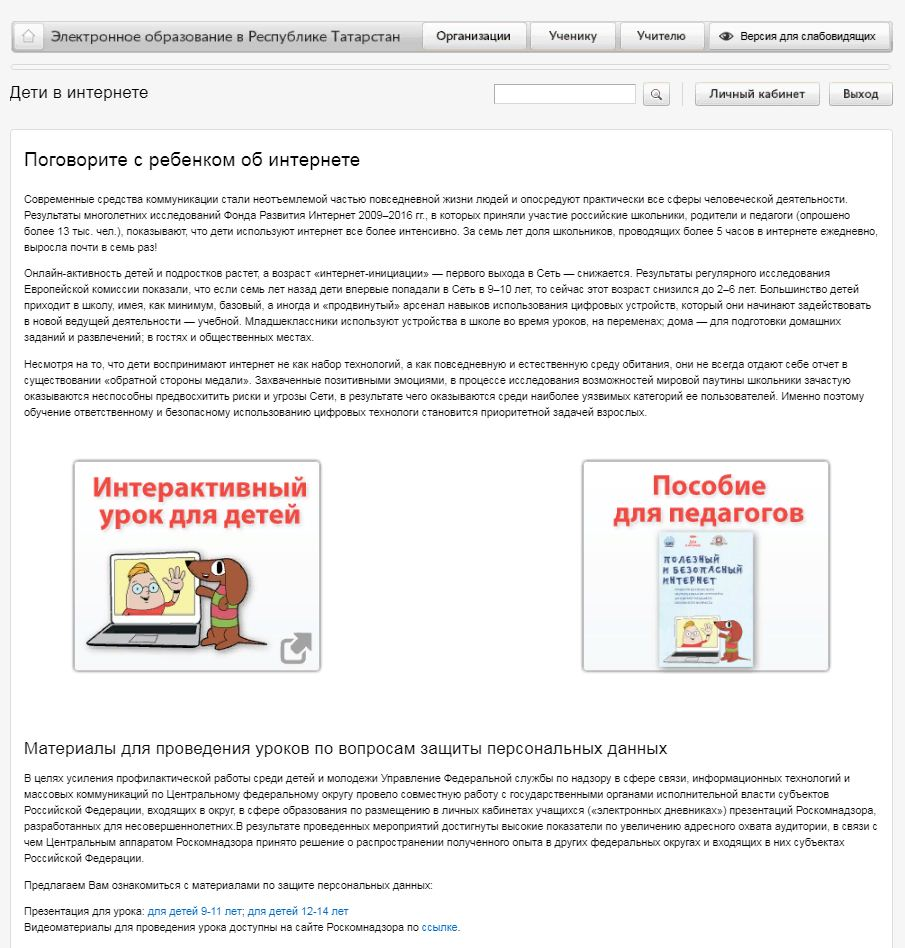 Электронное образование в Республике Татарстан
Организации
Ученику
Учителю
Версия для слабовидящих
Дети в интернете
Личный кабинет
Выход
Поговорите с ребенком об интернете
Современные средства коммуникации стали неотъемлемой частью повседневной жизни людей и опосредуют практически все сферы человеческой деятельности.
Результаты многолетних исследований Фонда Развития Интернет 2009–2016 гг., в которых приняли участие российские школьники, родители и педагоги (опрошено
более 13 тыс. чел.), показывают, что дети используют интернет все более интенсивно. За семь лет доля школьников, проводящих более 5 часов в интернете ежедневно,
выросла почти в семь раз!
Онлайн-активность детей и подростков растет, а возраст «интернет-инициации» — первого выхода в Сеть — снижается. Результаты регулярного исследования
Европейской комиссии показали, что если семь лет назад дети впервые попадали в Сеть в 9–10 лет, то сейчас этот возраст снизился до 2–6 лет. Большинство детей
приходит в школу, имея, как минимум, базовый, а иногда и «продвинутый» арсенал навыков использования цифровых устройств, который они начинают задействовать
в новой ведущей деятельности — учебной. Младшеклассники используют устройства в школе во время уроков, на переменах; дома — для подготовки домашних
заданий и развлечений; в гостях и общественных местах.
Несмотря на то, что дети воспринимают интернет не как набор технологий, а как повседневную и естественную среду обитания, они не всегда отдают себе отчет в
существовании «обратной стороны медали». Захваченные позитивными эмоциями, в процессе исследования возможностей мировой паутины школьники зачастую
оказываются неспособны предвосхитить риски и угрозы Сети, в результате чего оказываются среди наиболее уязвимых категорий ее пользователей. Именно поэтому
обучение ответственному и безопасному использованию цифровых технологи становится приоритетной задачей взрослых.
Интерактивный
урок для детей
Пособие
для педагогов
ПОЛЕЗНЫЙ
И БЕЗОПАСНЫЙ
ИНТЕРНЕТ
Материалы для проведения уроков по вопросам защиты персональных данных
В целях усиления профилактической работы среди детей и молодежи Управление Федеральной службы по надзору в сфере связи, информационных технологий и
массовых коммуникаций по Центральному федеральному округу провело совместную работу с государственными органами исполнительной власти субъектов
Российской Федерации, входящих в округ, в сфере образования по размещению в личных кабинетах учащихся («электронных дневниках») презентаций Роскомнадзора,
разработанных для несовершеннолетних.В результате проведенных мероприятий достигнуты высокие показатели по увеличению адресного охвата аудитории, в связи с
чем Центральным аппаратом Роскомнадзора принято решение о распространии полученного опыта в других федеральных округах и входящих в них субъектах
Российской Федерации.
Предлагаем Вам ознакомиться с материалами по защите персональных данных:
Презентация для урока: для детей 9-11 лет; для детей 12-14 лет
Видеоматериалы для проведения урока доступны на сайте Роскомнадзора по ссылке.